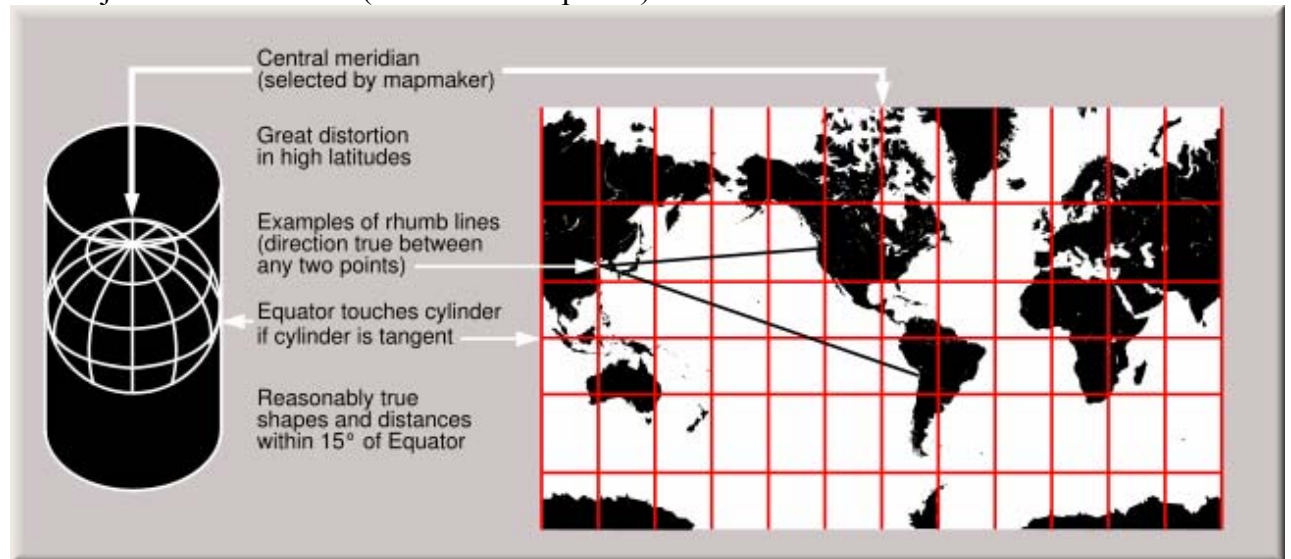 Central meridian
(selected by mapmaker)
Great distortion
in high latitudes
Examples of rhumb lines
(direction true between
any two points)
Equator touches cylinder
if cylinder is tangent
Reasonably true
shapes and distances
within 15° of Equator